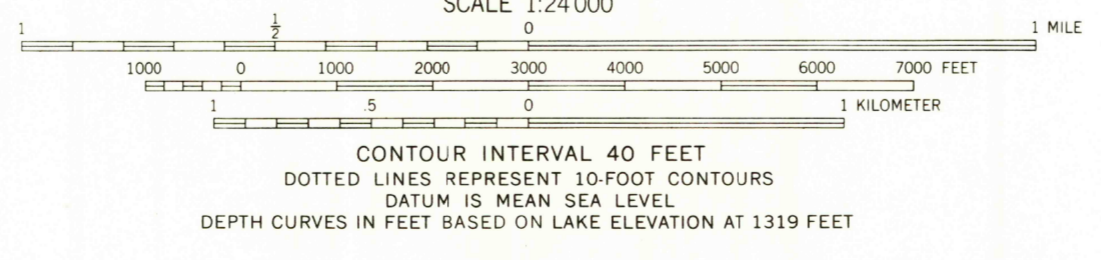 SCALE 1:24000
1 1/2 0 1 MILE
1000 0 1000 2000 3000 4000 5000 6000 7000 FEET
1 .5 0 1 KILOMETER
CONTOUR INTERVAL 40 FEET
DOTTED LINES REPRESENT 10-FOOT CONTOURS
DATUM IS MEAN SEA LEVEL
DEPTH CURVES IN FEET BASED ON LAKE ELEVATION AT 1319 FEET